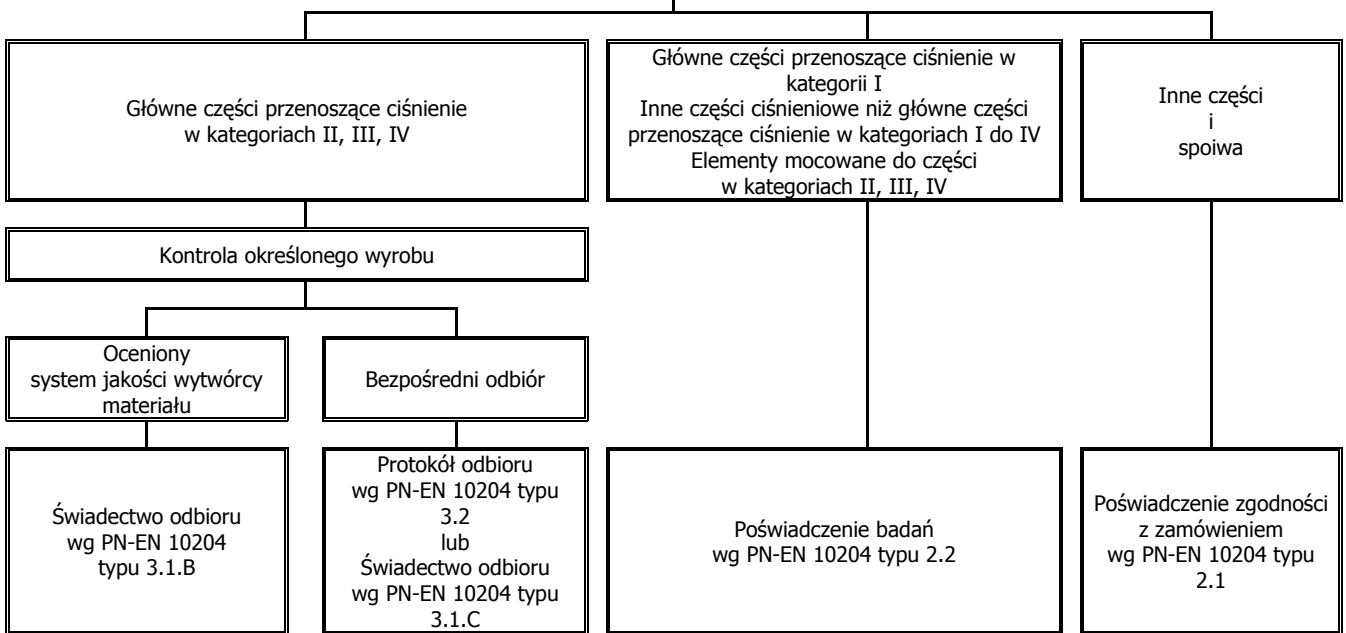 Główne części przenoszące ciśnienie
w kategoriach II, III, IV
Główne części przenoszące ciśnienie w
kategorii I
Inne części ciśnieniowe niż główne części
przenoszące ciśnienie w kategoriach I do IV
Elementy mocowane do części
w kategoriach II, III, IV
Inne części
i
spoiwa
Kontrola określonego wyrobu
Oceniony
system jakości wytwórcy
materiału
Bezpośredni odbiór
Świadectwo odbioru
wg PN-EN 10204
typu 3.1.B
Protokół odbioru
wg PN-EN 10204 typu
3.2
lub
Świadectwo odbioru
wg PN-EN 10204 typu
3.1.C
Poświadczenie badań
wg PN-EN 10204 typu 2.2
Poświadczenie zgodności
z zamówieniem
wg PN-EN 10204 typu
2.1